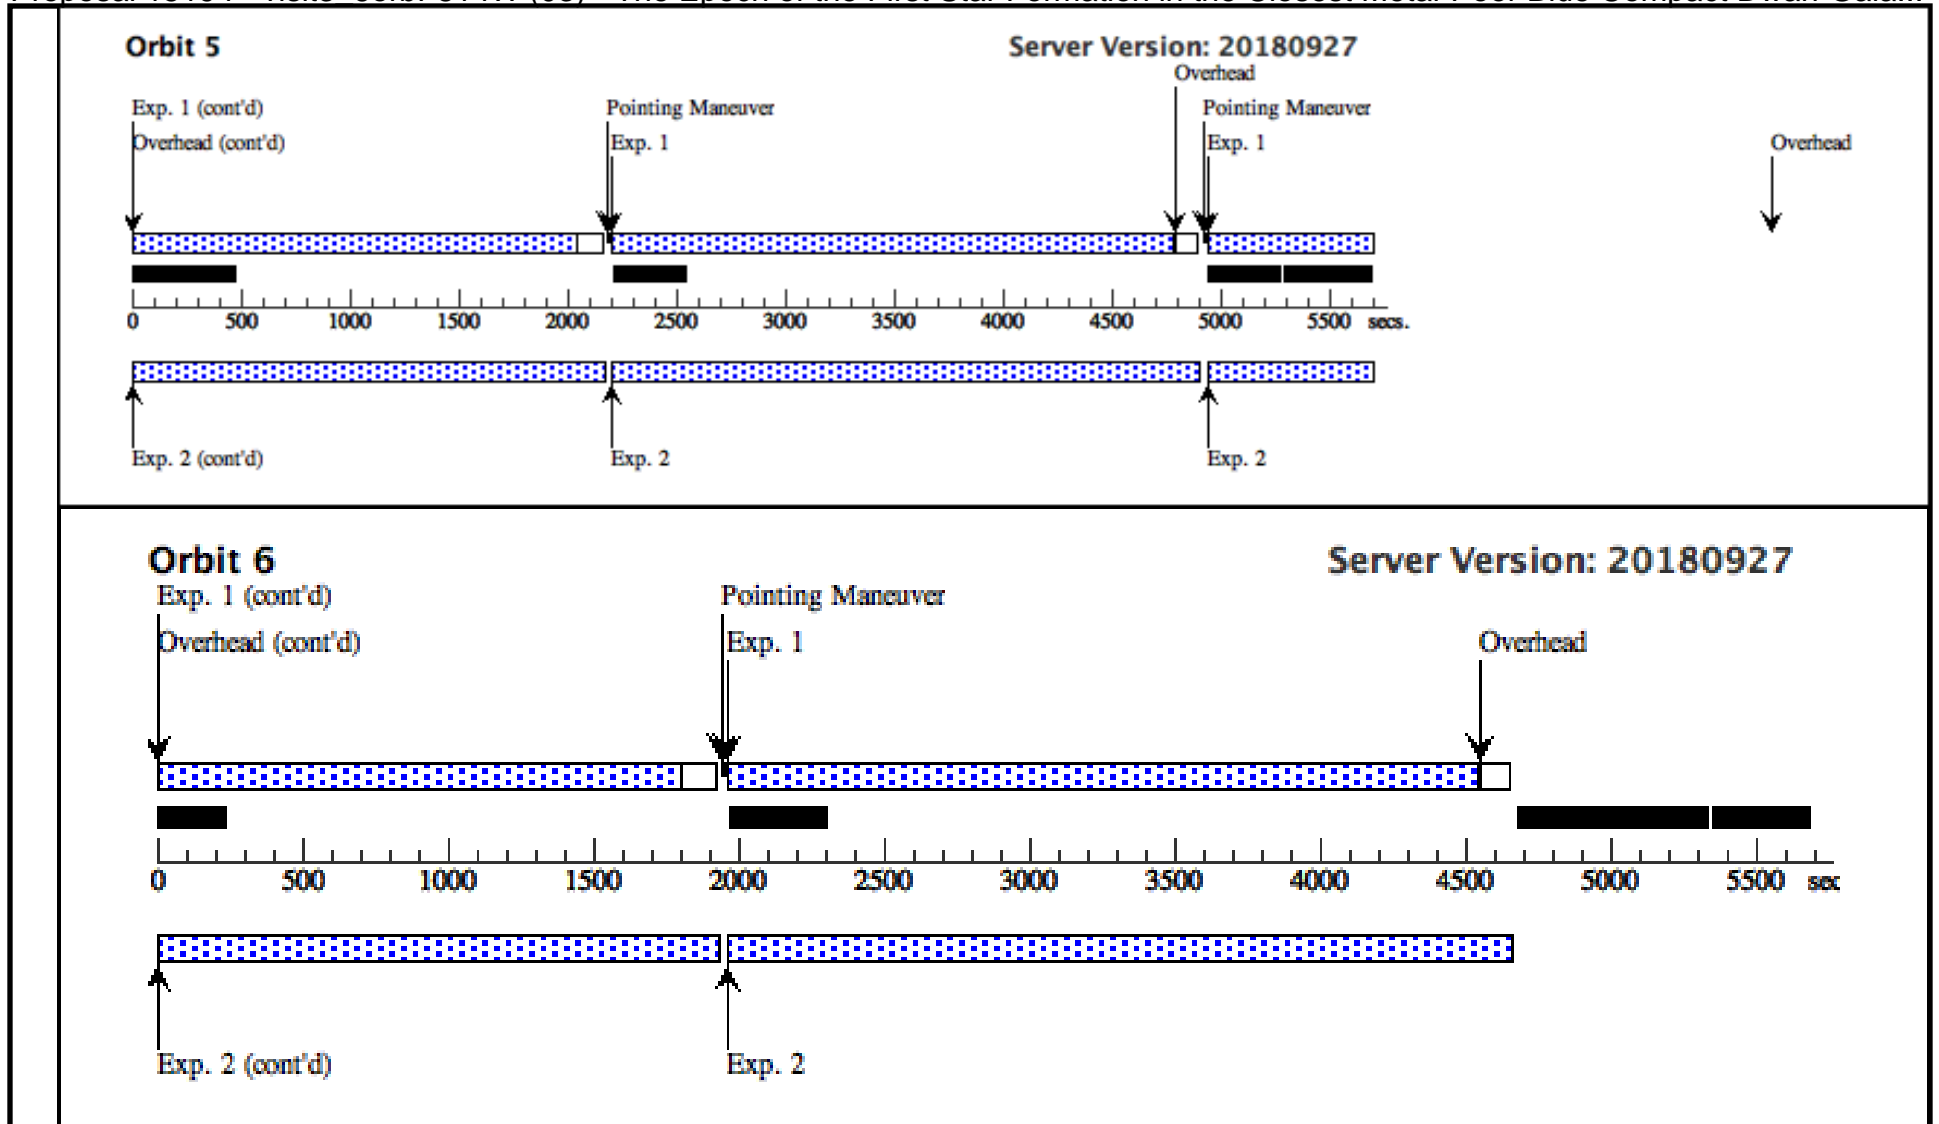 Orbit 5 Server Version: 20180927
Overhead
Exp. 1 (cont'd) Pointing Maneuver Pointing Maneuver
Overhead (cont'd) Exp. 1 Exp. 1 Overhead
0 500 1000 1500 2000 2500 3000 3500 4000 4500 5000 5500 secs.
Exp. 2 (cont'd) Exp. 2 Exp. 2
Orbit 6 Server Version: 20180927
Exp. 1 (cont'd) Pointing Maneuver
Overhead (cont'd) Exp. 1 Overhead
0 500 1000 1500 2000 2500 3000 3500 4000 4500 5000 5500 sec
Exp. 2 (cont'd) Exp. 2